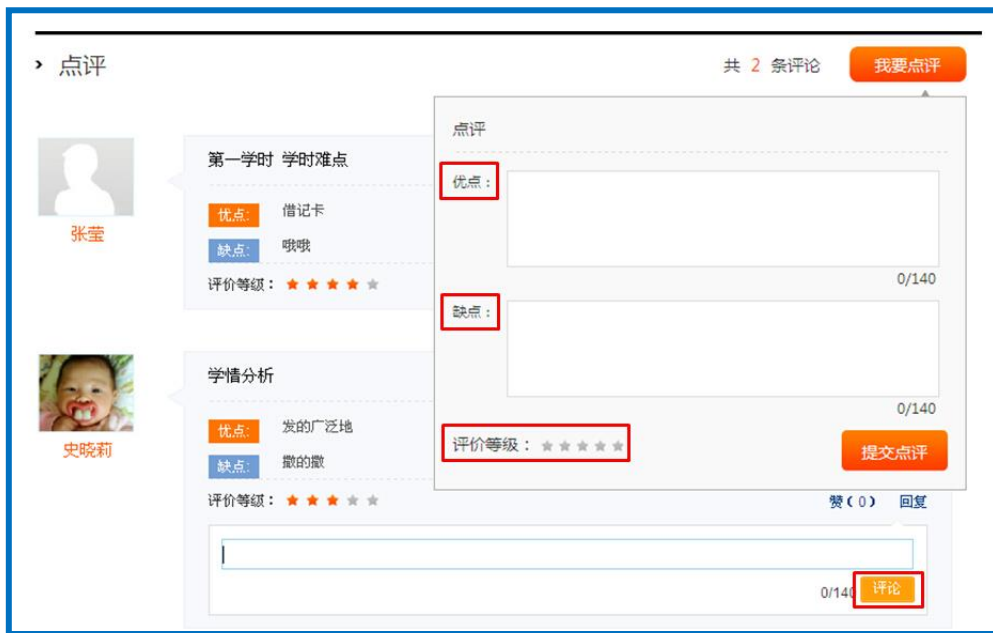 点评
共 2 条评论
我要点评
张莹
第一学时 学时难点
优点: 借记卡
缺点: 哦哦
评价等级：
点评
优点：
0/140
缺点：
0/140
评价等级：
提交点评
史晓莉
学情分析
优点: 发的广泛地
缺点: 撒的撒
评价等级：
赞(0) 回复
0/140 评论